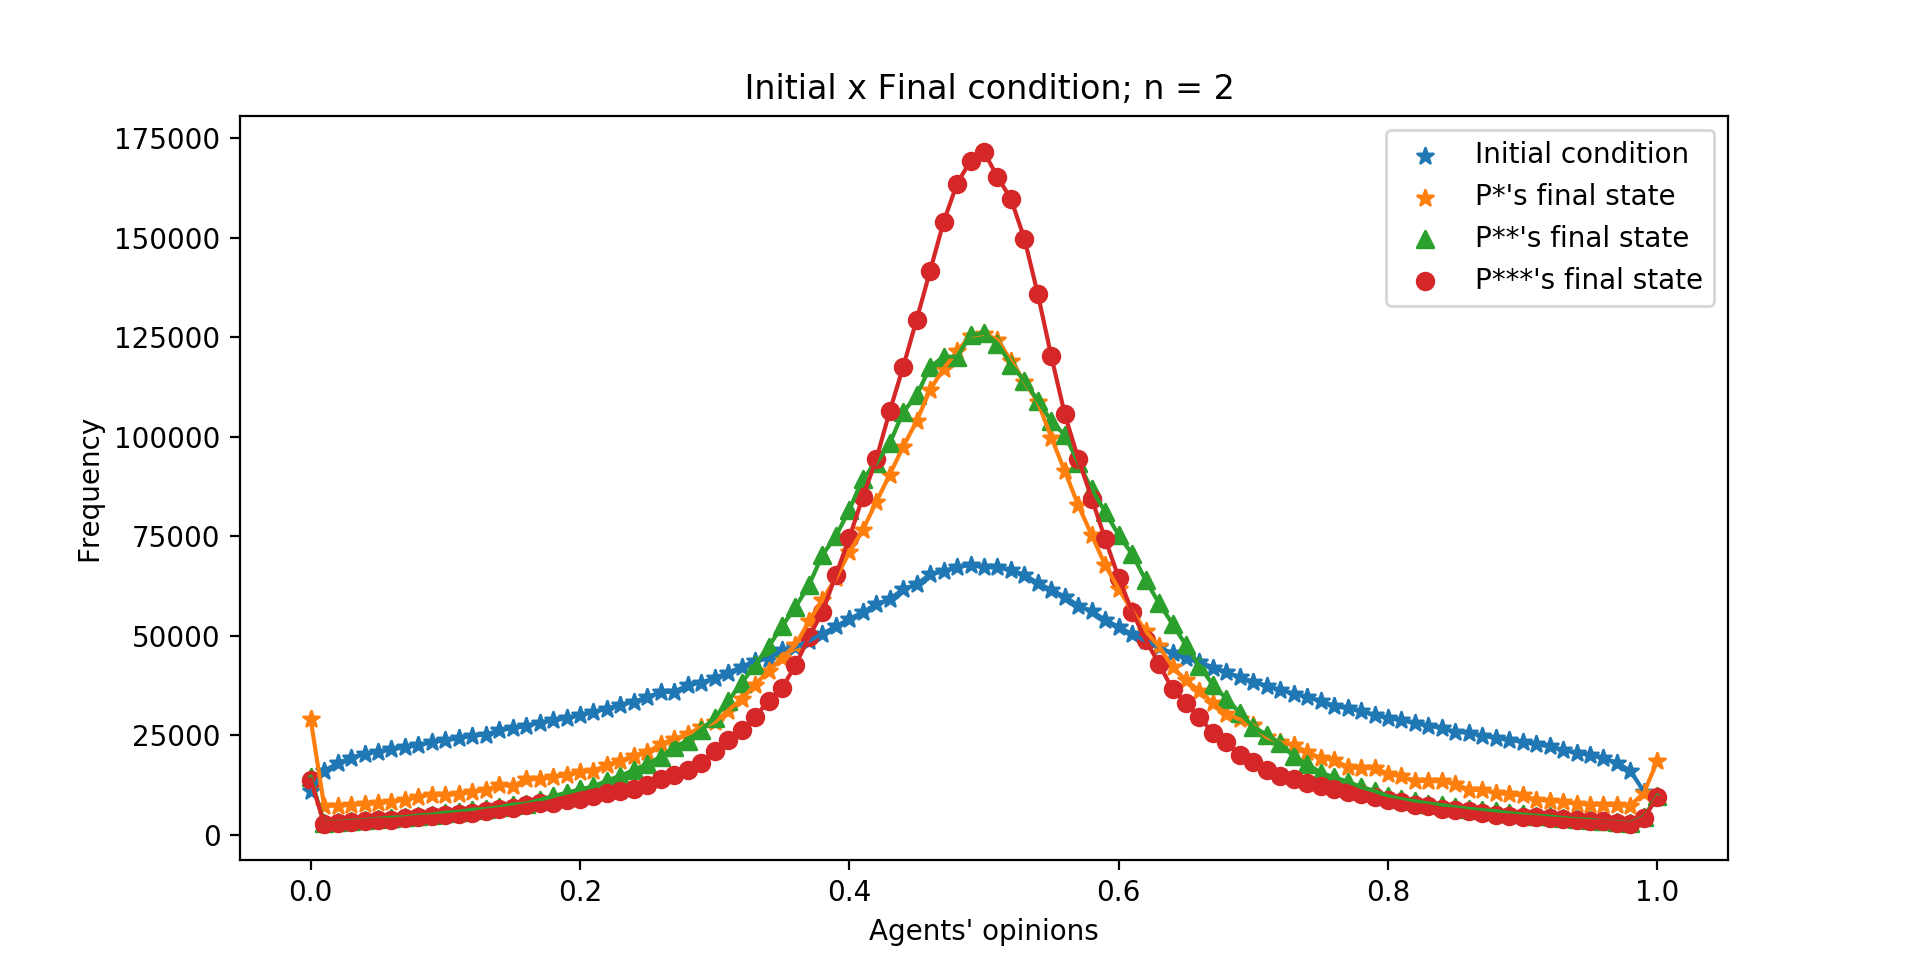 Initial x Final condition; n = 2
175000
150000
125000
100000
75000
50000
25000
0
Frequency
Initial condition
P*'s final state
P**'s final state
P***'s final state
0.0 0.2 0.4 0.6 0.8 1.0
Agents' opinions